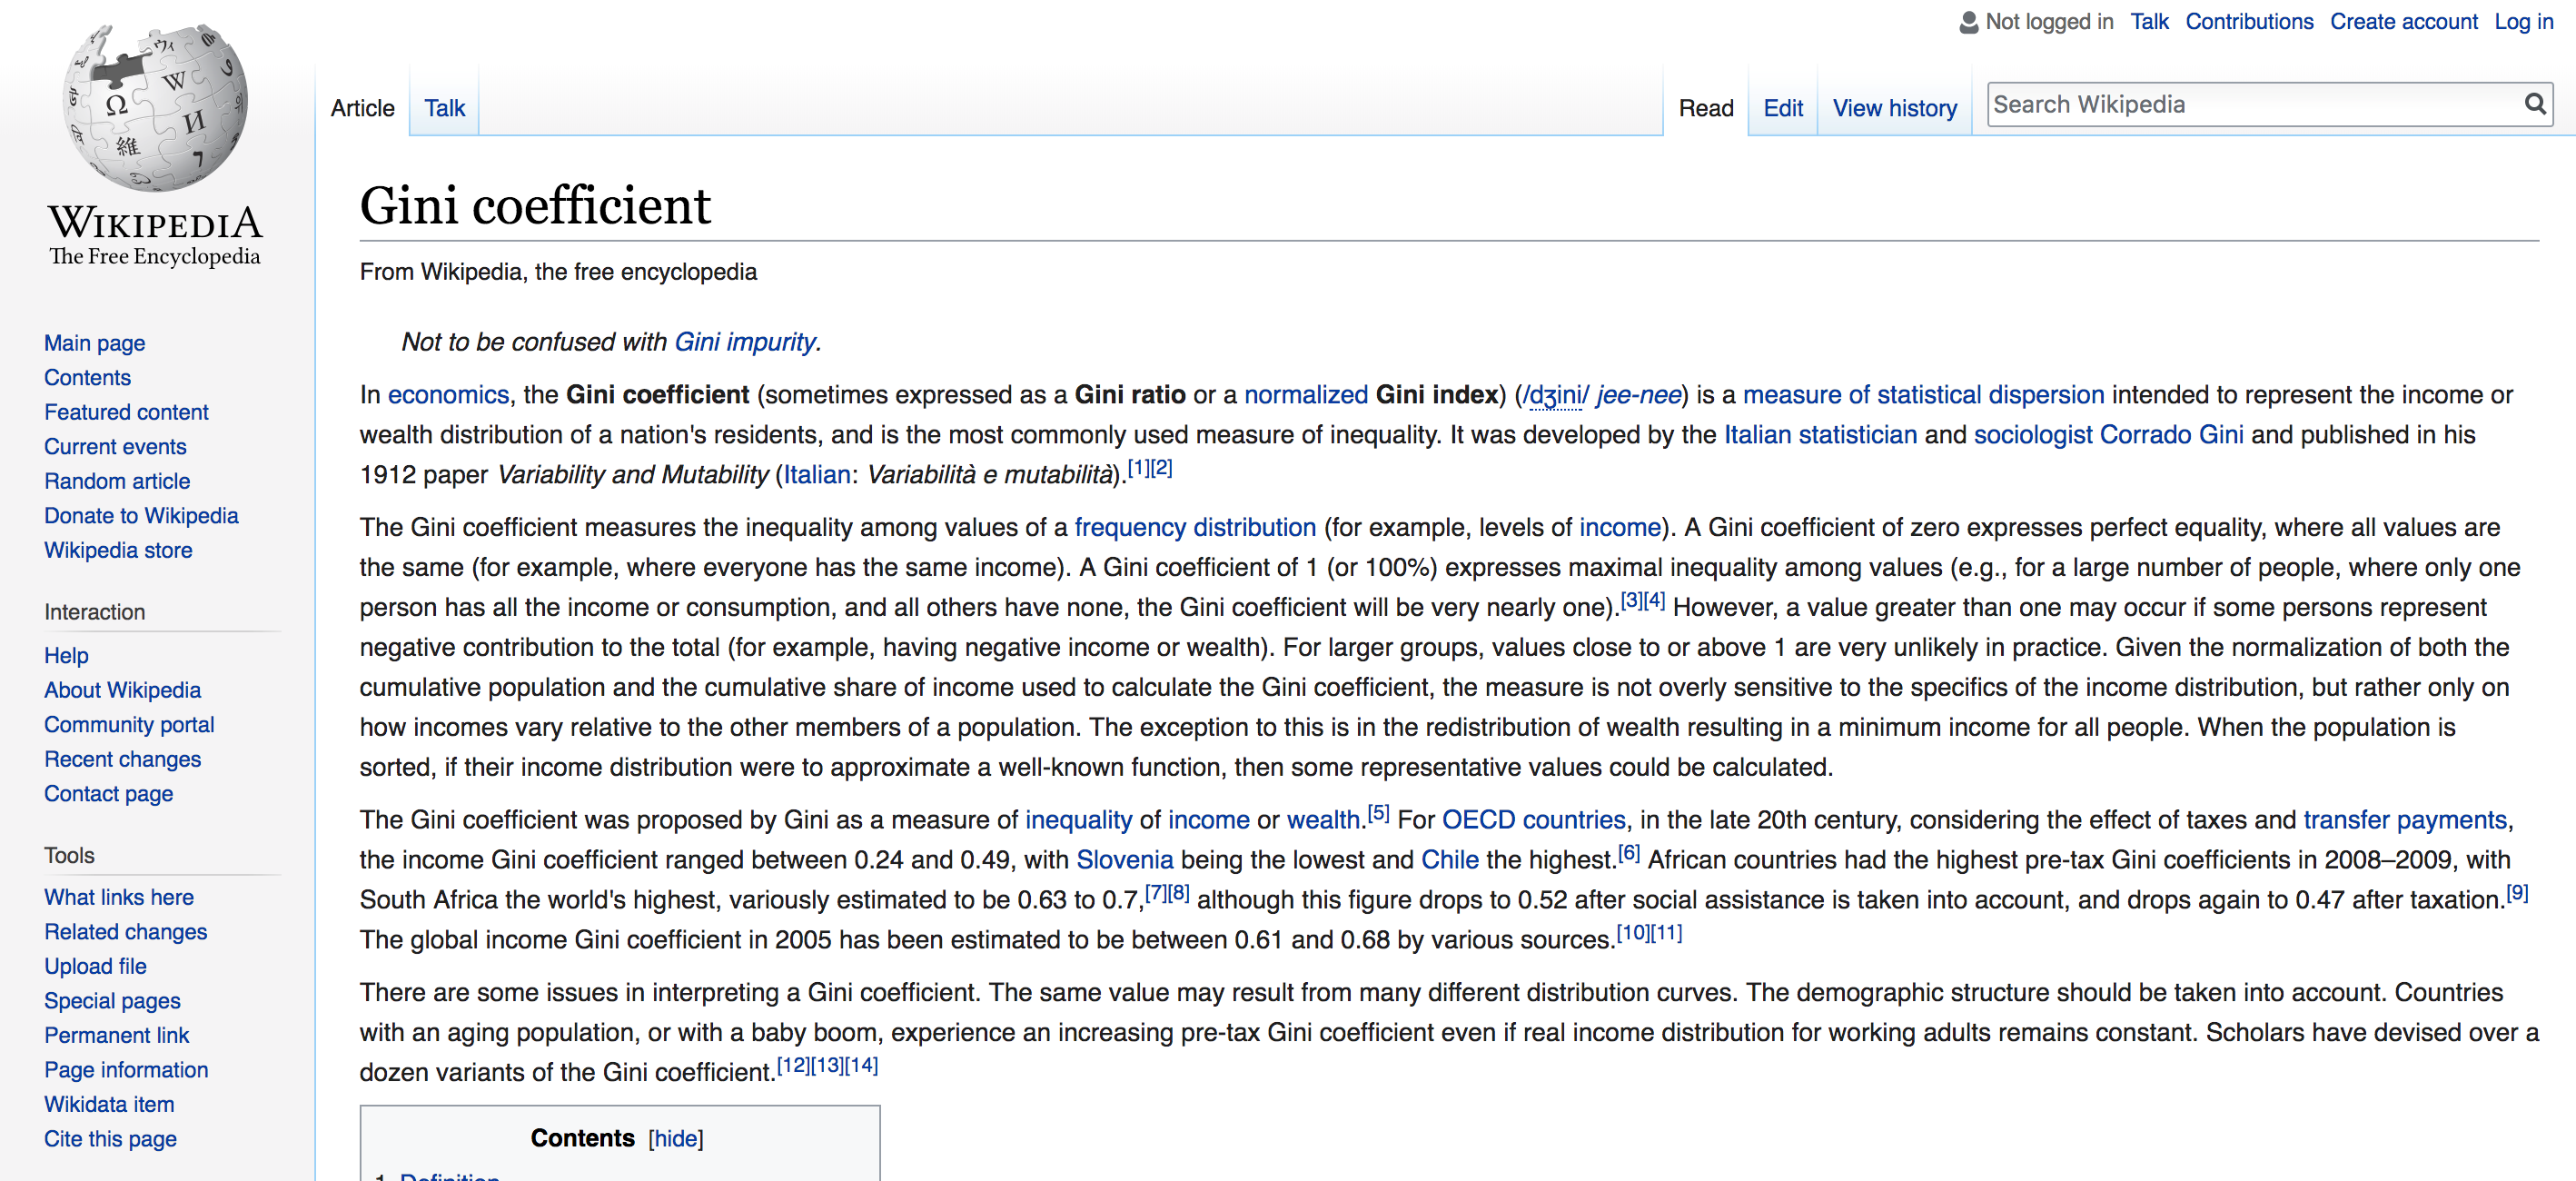 Not logged in Talk Contributions Create account Log in
Article Talk Read Edit View history Search Wikipedia
WIKIPEDIA
The Free Encyclopedia
Main page
Contents
Featured content
Current events
Random article
Donate to Wikipedia
Wikipedia store
Interaction
Help
About Wikipedia
Community portal
Recent changes
Contact page
Tools
What links here
Related changes
Upload file
Special pages
Permanent link
Page information
Wikidata item
Cite this page
Gini coefficient
From Wikipedia, the free encyclopedia
Not to be confused with Gini impurity.
In economics, the Gini coefficient (sometimes expressed as a Gini ratio or a normalized Gini index) (/dʒini/ jee-nee) is a measure of statistical dispersion intended to represent the income or
wealth distribution of a nation's residents, and is the most commonly used measure of inequality. It was developed by the Italian statistician and sociologist Corrado Gini and published in his
1912 paper Variability and Mutability (Italian: Variabilità e mutabilità).[1][2]
The Gini coefficient measures the inequality among values of a frequency distribution (for example, levels of income). A Gini coefficient of zero expresses perfect equality, where all values are
the same (for example, where everyone has the same income). A Gini coefficient of 1 (or 100%) expresses maximal inequality among values (e.g., for a large number of people, where only one
person has all the income or consumption, and all others have none, the Gini coefficient will be very nearly one).[3][4] However, a value greater than one may occur if some persons represent
negative contribution to the total (for example, having negative income or wealth). For larger groups, values close to or above 1 are very unlikely in practice. Given the normalization of both the
cumulative population and the cumulative share of income used to calculate the Gini coefficient, the measure is not overly sensitive to the specifics of the income distribution, but rather only on
how incomes vary relative to the other members of a population. The exception to this is in the redistribution of wealth resulting in a minimum income for all people. When the population is
sorted, if their income distribution were to approximate a well-known function, then some representative values could be calculated.
The Gini coefficient was proposed by Gini as a measure of inequality of income or wealth.[5] For OECD countries, in the late 20th century, considering the effect of taxes and transfer payments,
the income Gini coefficient ranged between 0.24 and 0.49, with Slovenia being the lowest and Chile the highest.[6] African countries had the highest pre-tax Gini coefficients in 2008–2009, with
South Africa the world's highest, variously estimated to be 0.63 to 0.7,[7][8] although this figure drops to 0.52 after social assistance is taken into account, and drops again to 0.47 after taxation.[9]
The global income Gini coefficient in 2005 has been estimated to be between 0.61 and 0.68 by various sources.[10][11]
There are some issues in interpreting a Gini coefficient. The same value may result from many different distribution curves. The demographic structure should be taken into account. Countries
with an aging population, or with a baby boom, experience an increasing pre-tax Gini coefficient even if real income distribution for working adults remains constant. Scholars have devised over a
dozen variants of the Gini coefficient.[12][13][14]
Contents [hide]
1 Definition